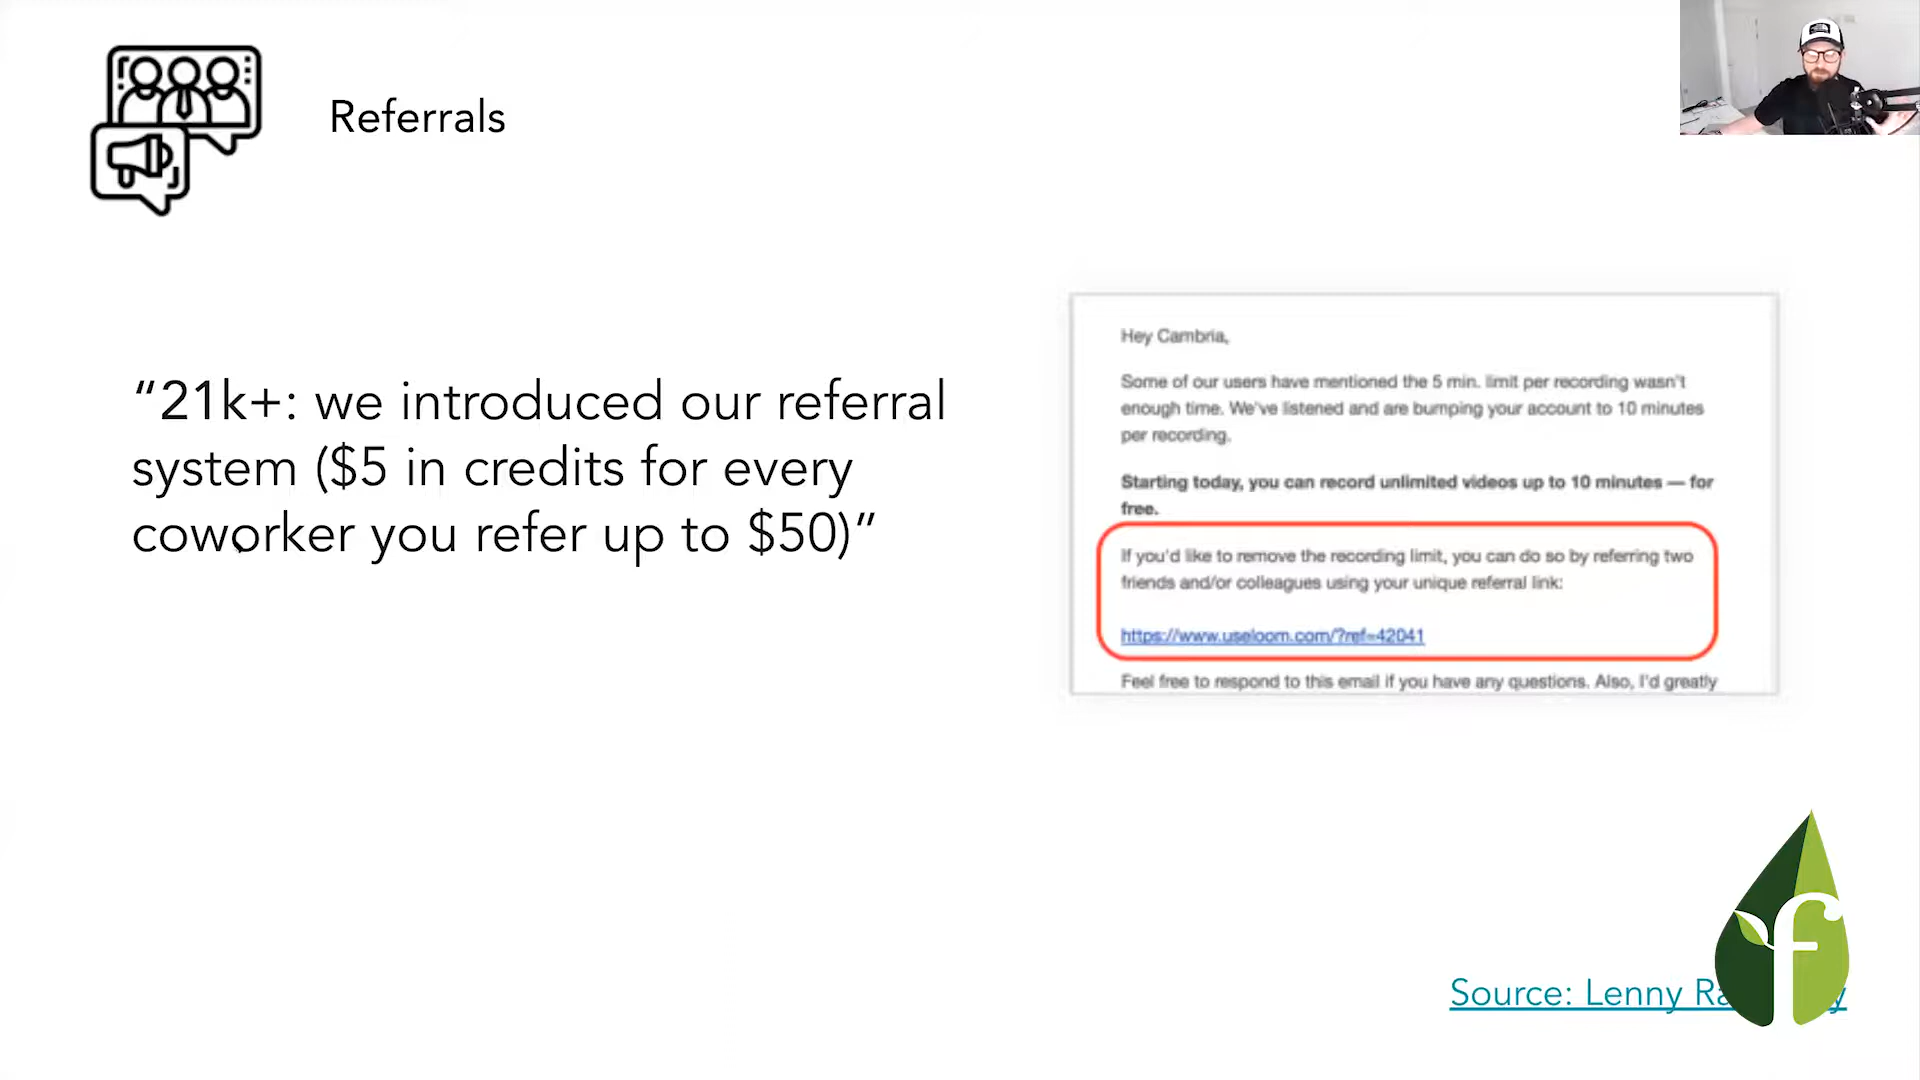 Referrals
“21k+: we introduced our referral
system ($5 in credits for every
coworker you refer up to $50)”
Hey Cambria,
Some of our users have mentioned the 5 min. limit per recording wasn't
enough time. We've listened and are bumping your account to 10 minutes
per recording.
Starting today, you can record unlimited videos up to 10 minutes — for
free.
If you'd like to remove the recording limit, you can do so by referring two
friends and/or colleagues using your unique referral link:
https://www.useloom.com/?ref=42041
Feel free to respond to this email if you have any questions. Also, I'd greatly
Source: Lenny
f